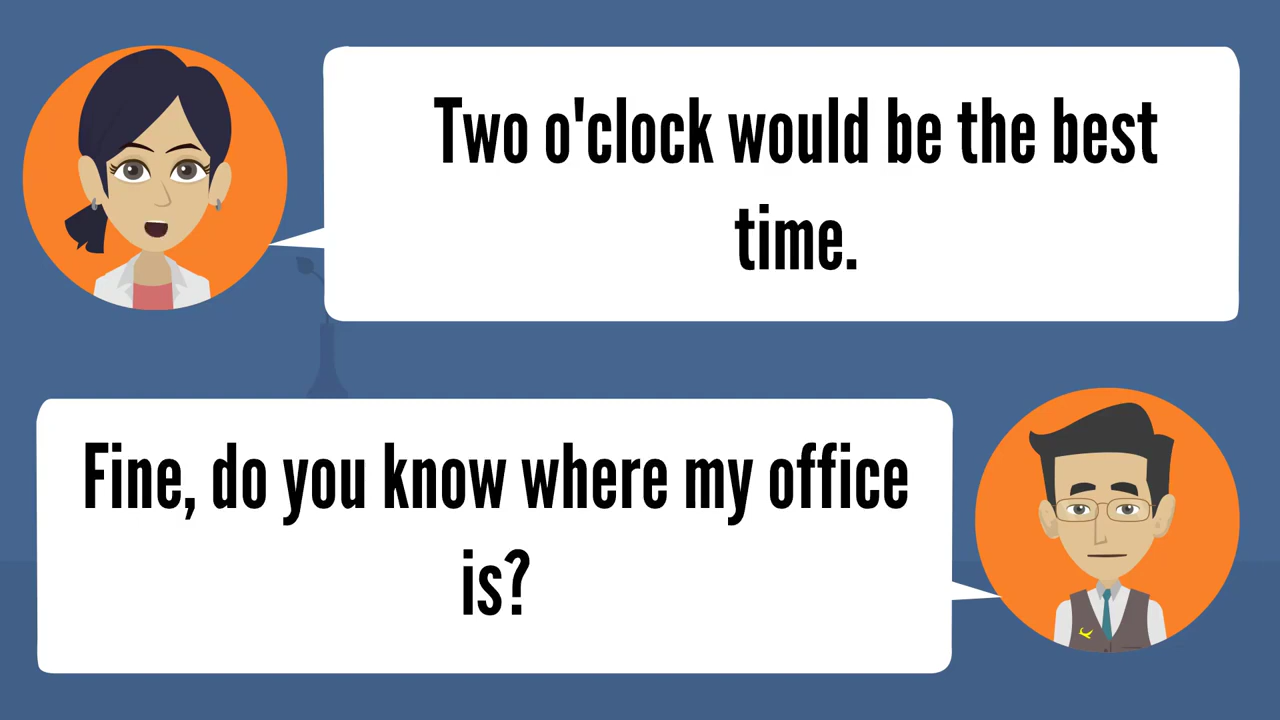 Two o'clock would be the best
time.
Fine, do you know where my office
is?